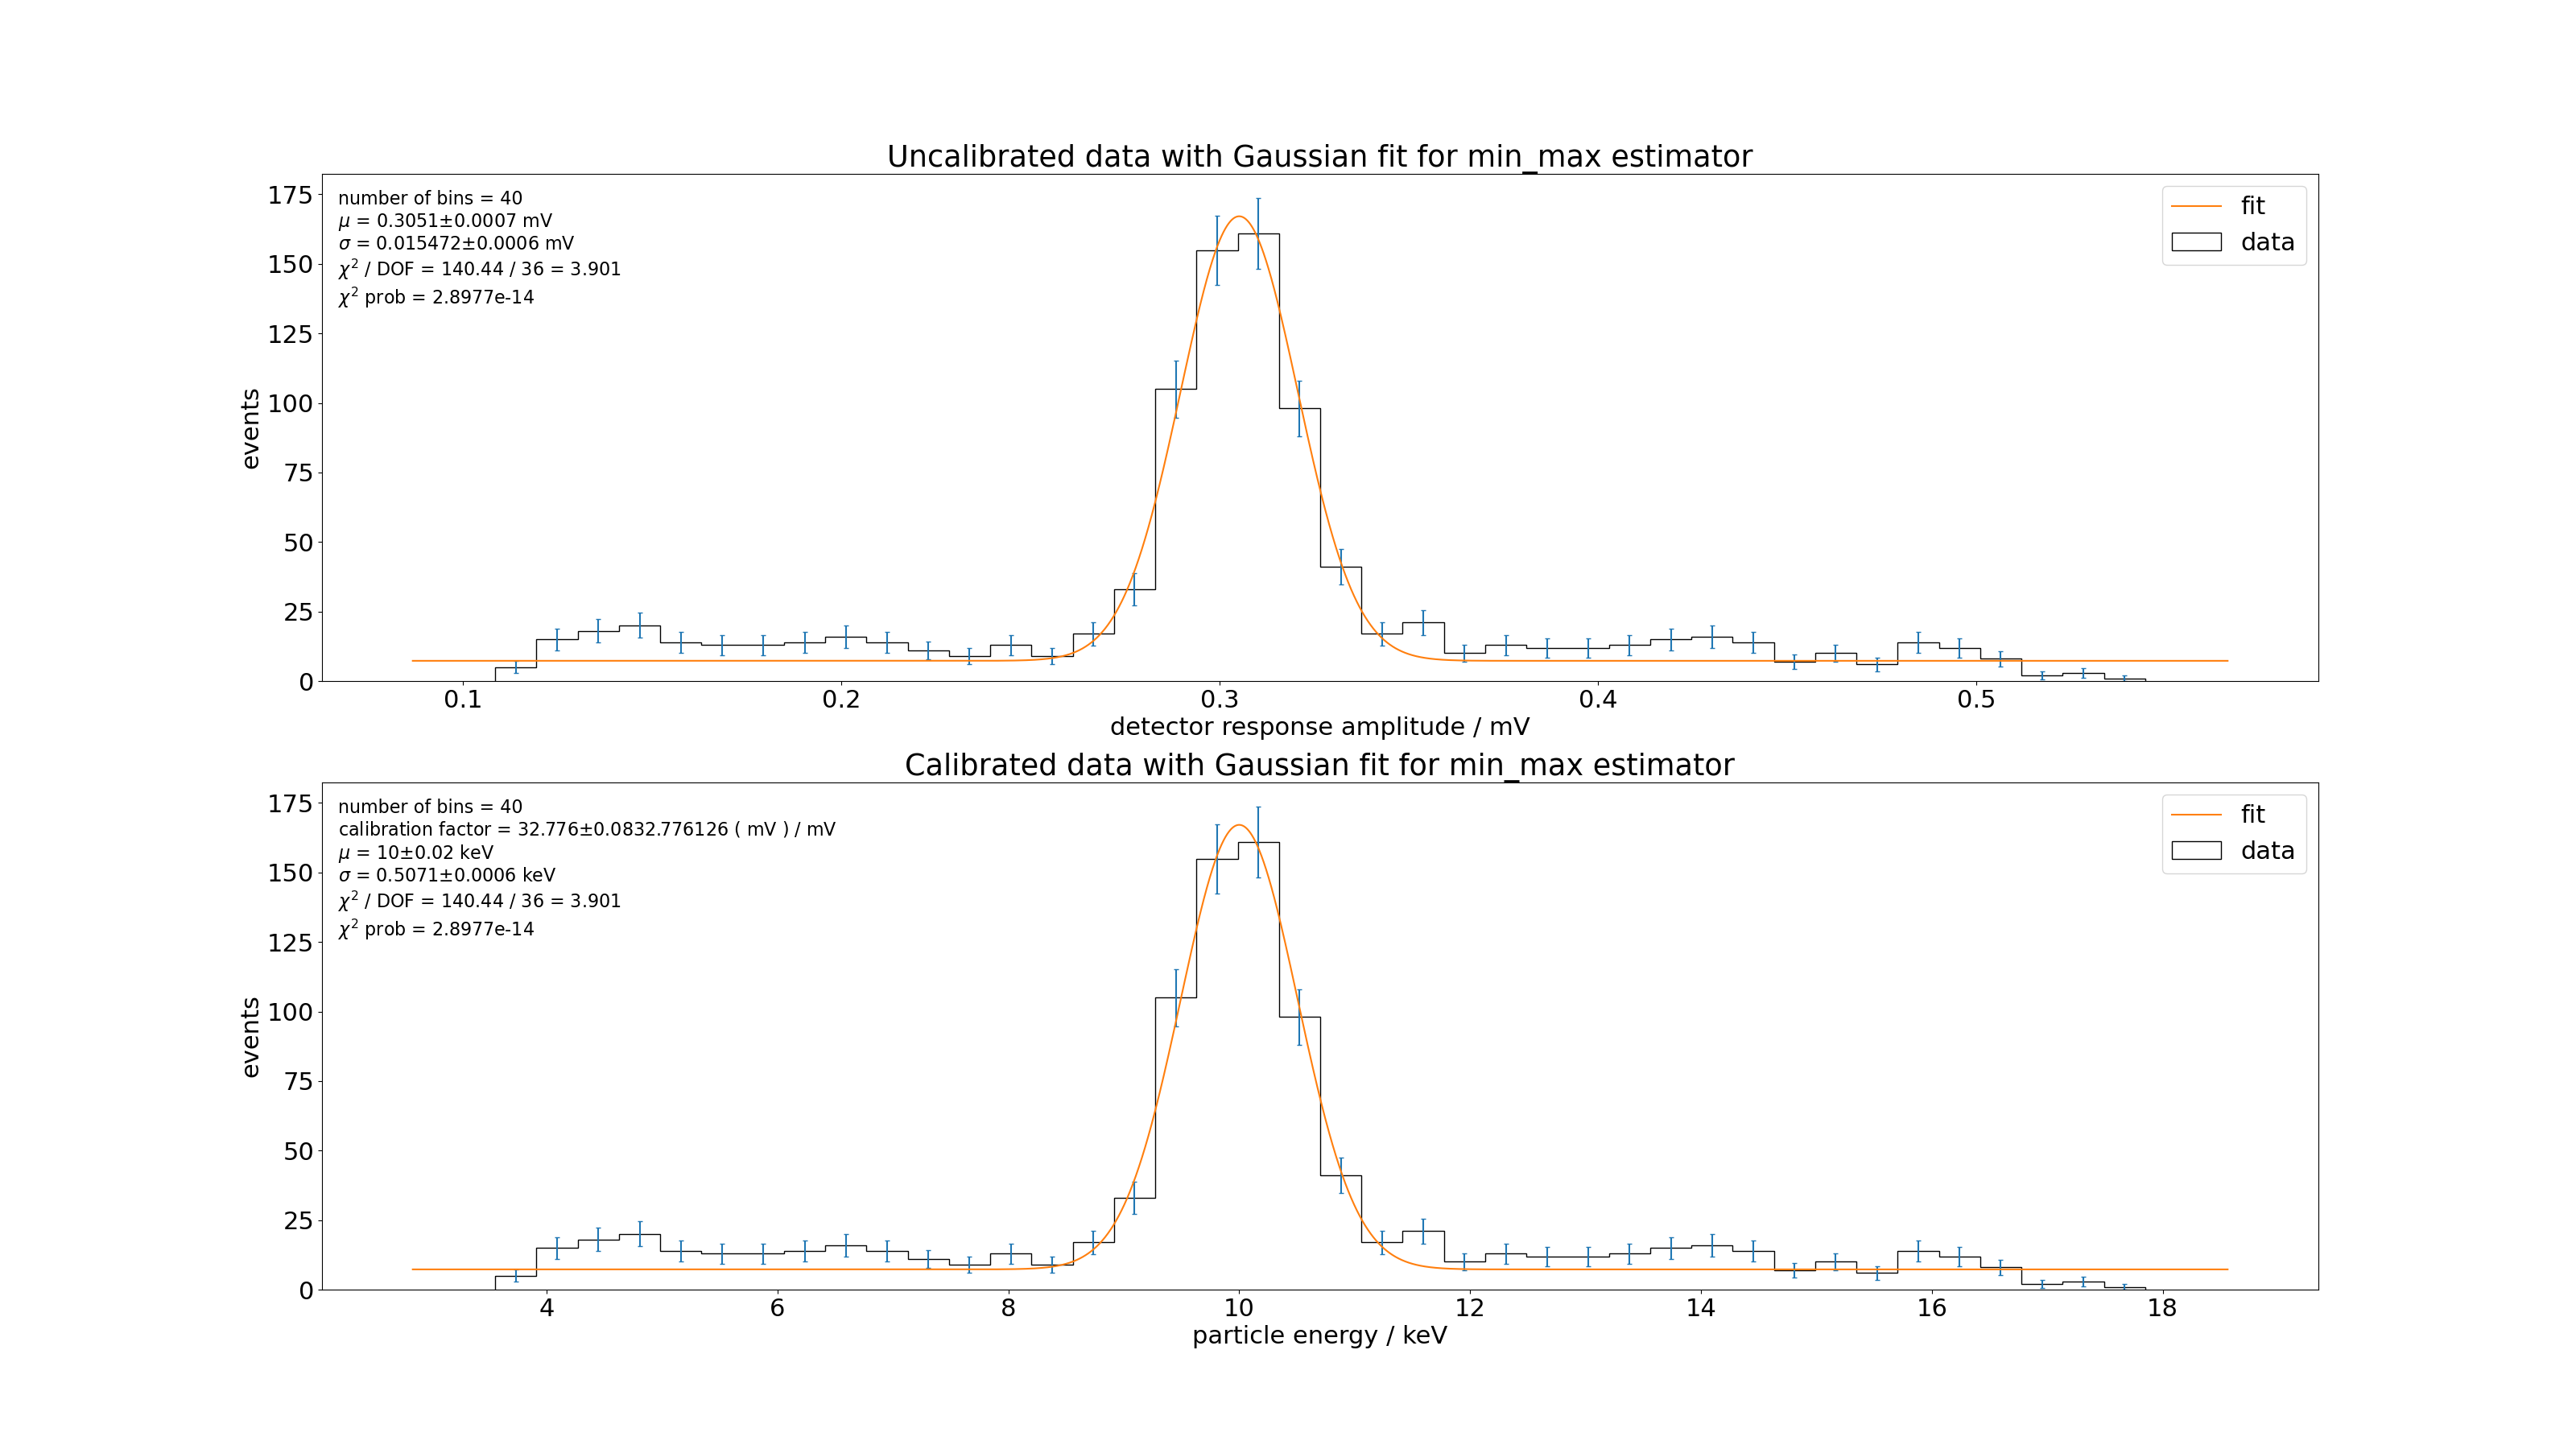 Uncalibrated data with Gaussian fit for min_max estimator
number of bins = 40
μ = 0.3051±0.0007 mV
σ = 0.015472±0.0006 mV
χ² / DOF = 140.44 / 36 = 3.901
χ² prob = 2.8977e-14
fit
data
175
150
125
100
75
50
25
0
events
0.1 0.2 0.3 0.4 0.5
detector response amplitude / mV
Calibrated data with Gaussian fit for min_max estimator
number of bins = 40
calibration factor = 32.776±0.0832.776126 ( mV ) / mV
μ = 10±0.02 keV
σ = 0.5071±0.0006 keV
χ² / DOF = 140.44 / 36 = 3.901
χ² prob = 2.8977e-14
fit
data
175
150
125
100
75
50
25
0
events
4 6 8 10 12 14 16 18
particle energy / keV